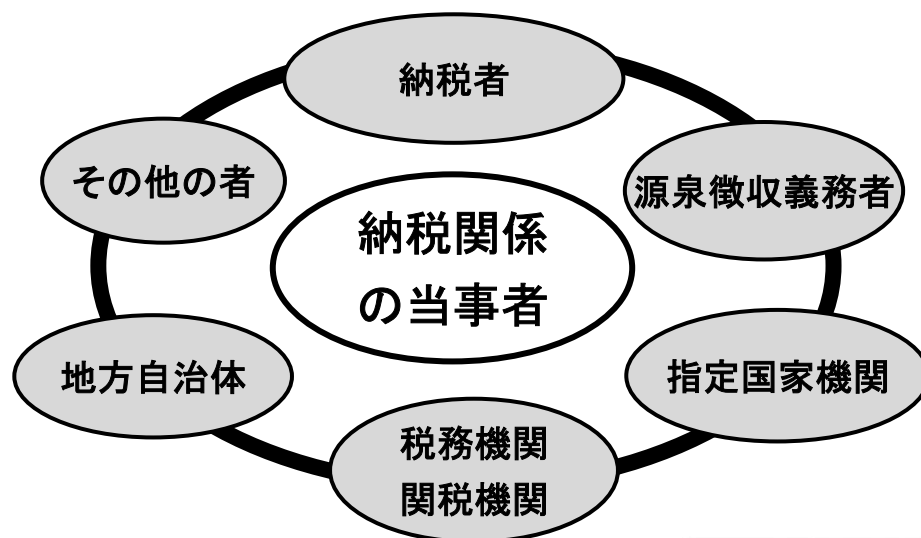 納税者
その他の者
源泉徴収義務者
納税関係
の当事者
地方自治体
指定国家機関
税務機関
関税機関